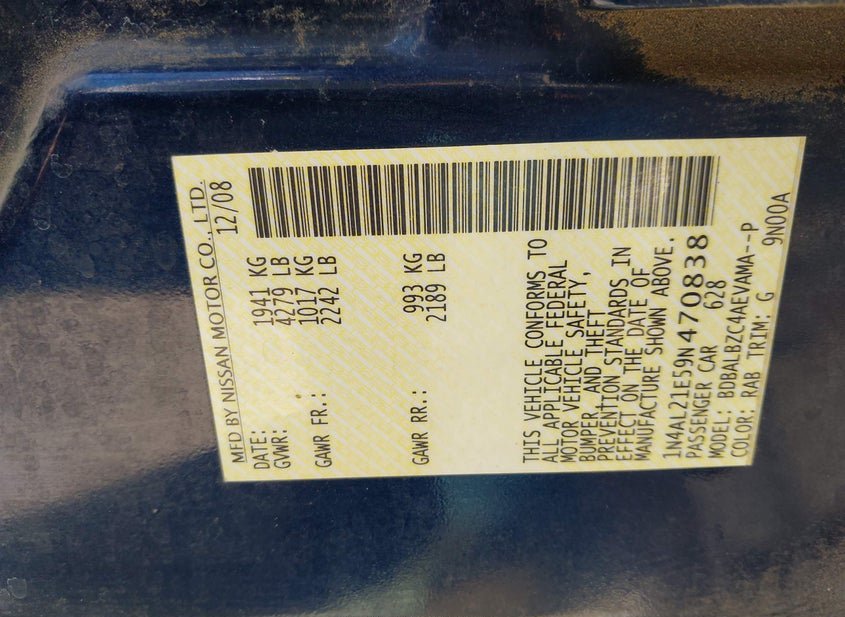 MFD BY NISSAN MOTOR CO., LTD.
DATE: 12/08
GVWR: 1941 KG
4279 LB
GAWR FR.: 1017 KG
2242 LB
GAWR RR.: 993 KG
2189 LB
THIS VEHICLE CONFORMS TO
ALL APPLICABLE FEDERAL
MOTOR VEHICLE SAFETY,
BUMPER, AND THEFT
PREVENTION STANDARDS IN
EFFECT ON THE DATE OF
MANUFACTURE SHOWN ABOVE.
1N4AL21E59N470838
PASSENGER CAR 628
MODEL: BDBALBZC4AEVAMA--P
COLOR: RAB TRIM: G 9N00A